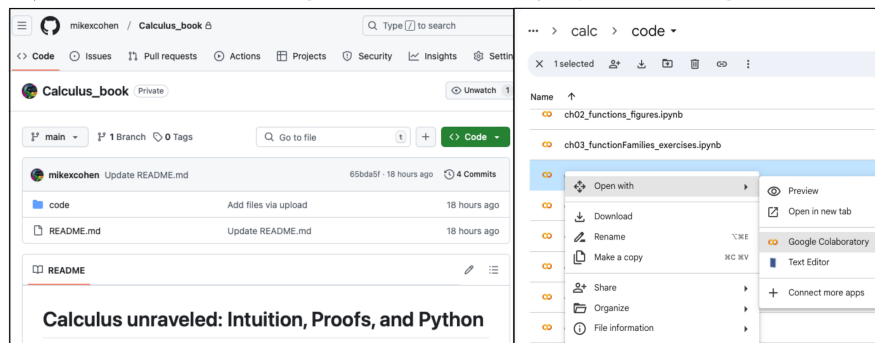 mikexcohen / Calculus_book
Type / to search
Code Issues Pull requests Actions Projects Security Insights
Calculus_book Private
Unwatch 1
main 1 Branch 0 Tags
Go to file t + Code
mikexcohen Update README.md 65bda5f · 18 hours ago 4 Commits
code Add files via upload 18 hours ago
README.md Update README.md 18 hours ago
README
Calculus unraveled: Intuition, Proofs, and Python
... > calc > code
1 selected
Name
ch02_functions_figures.ipynb
ch03_functionFamilies_exercises.ipynb
Open with
Download
Rename ⌥⌘E
Make a copy ⌘C ⌘V
Share
Organize
File information
Preview
Open in new tab
Google Colaboratory
Text Editor
Connect more apps